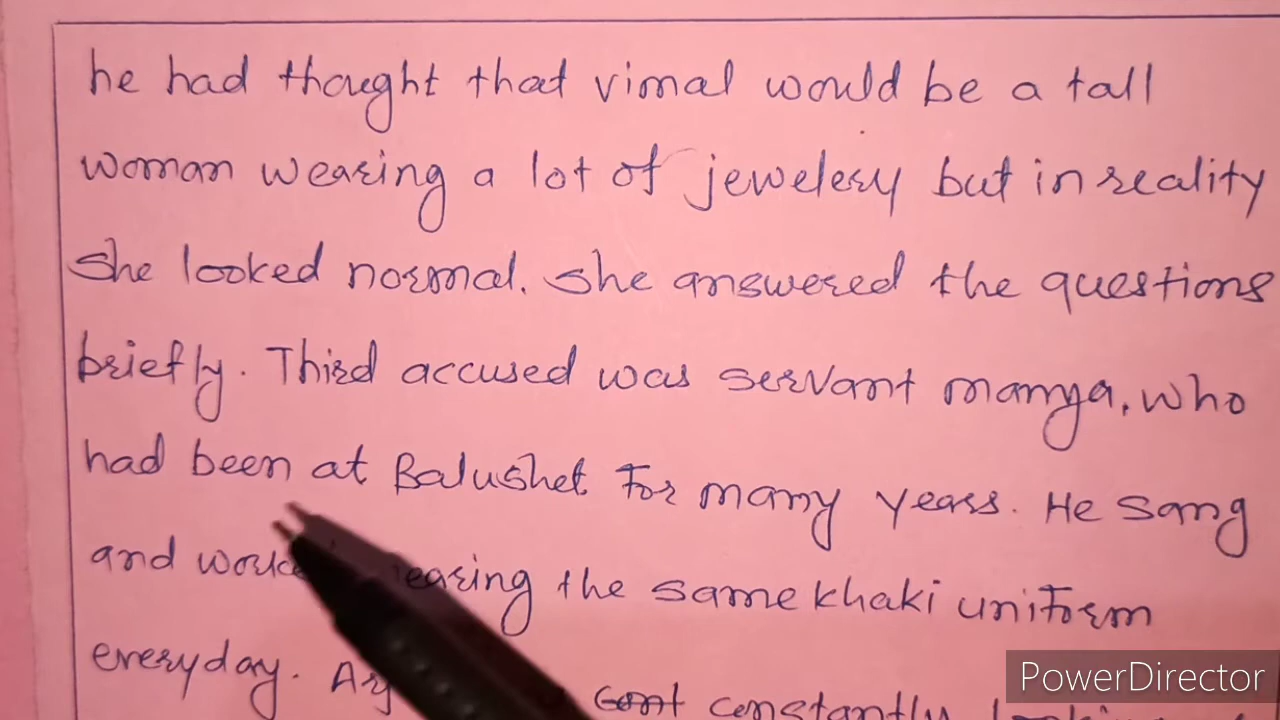 he had thought that vimal would be a tall
woman wearing a lot of jewelery but in reality
she looked normal. she answered the questions
briefly. Third accused was servant manya, who
had been at Balushet For many years. He sang
and wearing the same khaki uniform
everyday. constantly
PowerDirector